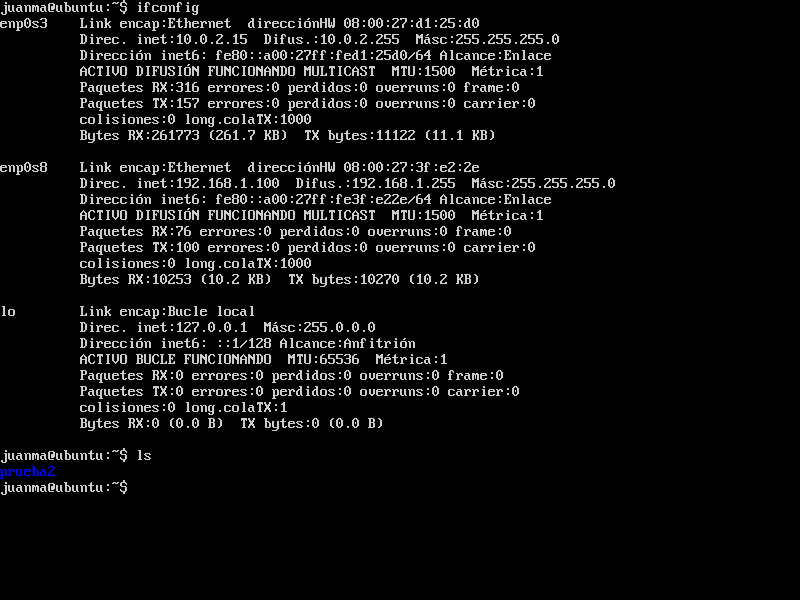 juanma@ubuntu:~$ ifconfig
enp0s3    Link encap:Ethernet  direcciónHW 08:00:27:d1:25:d0
          Direc. inet:10.0.2.15  Difus.:10.0.2.255  Másc:255.255.255.0
          Dirección inet6: fe80::a00:27ff:fed1:25d0/64 Alcance:Enlace
          ACTIVO DIFUSIÓN FUNCIONANDO MULTICAST  MTU:1500  Métrica:1
          Paquetes RX:316 errores:0 perdidos:0 overruns:0 frame:0
          Paquetes TX:157 errores:0 perdidos:0 overruns:0 carrier:0
          colisiones:0 long.colaTX:1000
          Bytes RX:261773 (261.7 KB)  TX bytes:11122 (11.1 KB)

enp0s8    Link encap:Ethernet  direcciónHW 08:00:27:3f:e2:2e
          Direc. inet:192.168.1.100  Difus.:192.168.1.255  Másc:255.255.255.0
          Dirección inet6: fe80::a00:27ff:fe3f:e22e/64 Alcance:Enlace
          ACTIVO DIFUSIÓN FUNCIONANDO MULTICAST  MTU:1500  Métrica:1
          Paquetes RX:76 errores:0 perdidos:0 overruns:0 frame:0
          Paquetes TX:100 errores:0 perdidos:0 overruns:0 carrier:0
          colisiones:0 long.colaTX:1000
          Bytes RX:10253 (10.2 KB)  TX bytes:10270 (10.2 KB)

lo        Link encap:Bucle local
          Direc. inet:127.0.0.1  Másc:255.0.0.0
          Dirección inet6: ::1/128 Alcance:Anfitrión
          ACTIVO BUCLE FUNCIONANDO  MTU:65536  Métrica:1
          Paquetes RX:0 errores:0 perdidos:0 overruns:0 frame:0
          Paquetes TX:0 errores:0 perdidos:0 overruns:0 carrier:0
          colisiones:0 long.colaTX:1
          Bytes RX:0 (0.0 B)  TX bytes:0 (0.0 B)

juanma@ubuntu:~$ ls
prueba2
juanma@ubuntu:~$